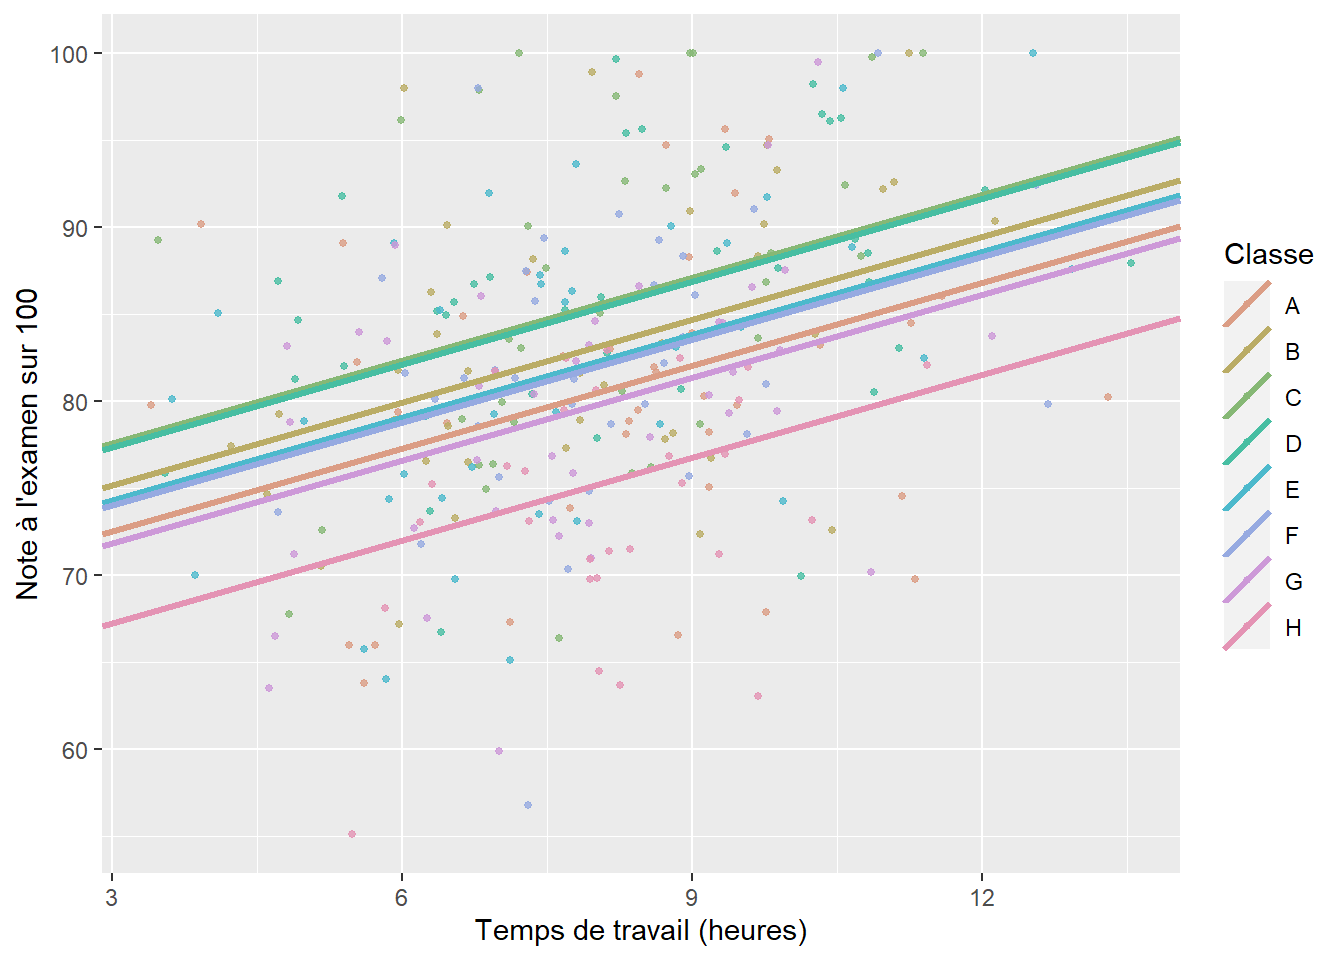 100
90
80
70
60
Note à l'examen sur 100
3
6
9
12
Temps de travail (heures)
Classe
A
B
C
D
E
F
G
H